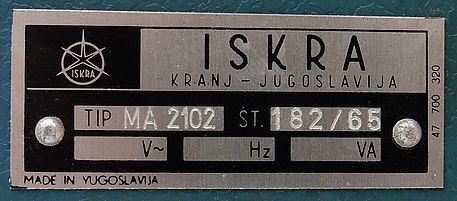 ISKRA
ISKRA
KRANJ - JUGOSLAVIJA
TIP MA 2102 ŠT. 182/65
V~ Hz VA
MADE IN YUGOSLAVIJA
47 700 320